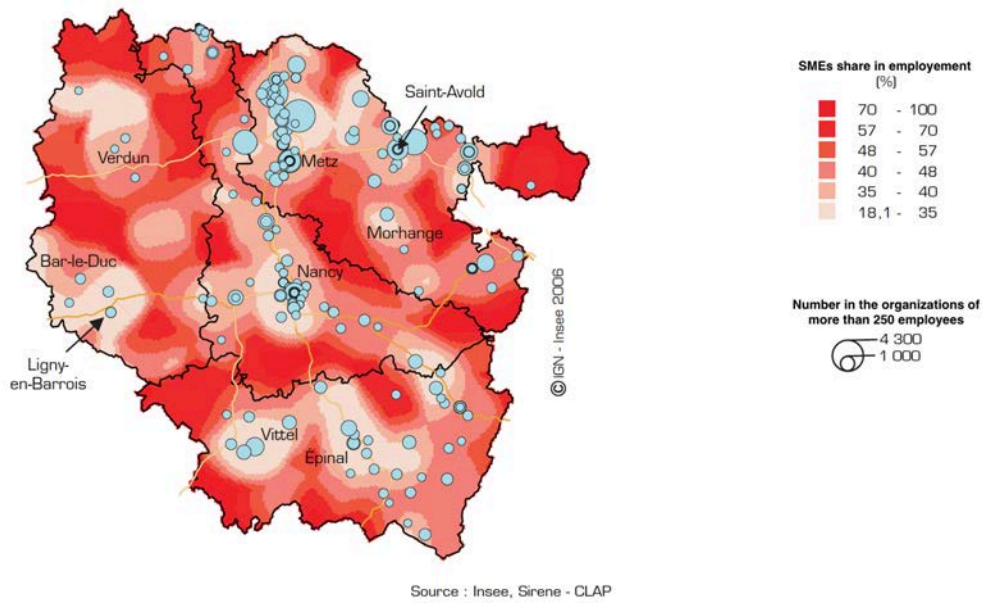 Saint-Avold
Verdun
Metz
Morhange
Bar-le-Duc
Nancy
Ligny-
en-Barrois
Vittel
Épinal
© IGN - Insee 2006
SMEs share in employement
(%)
70 - 100
57 - 70
48 - 57
40 - 48
35 - 40
18,1 - 35
Number in the organizations of
more than 250 employees
4 300
1 000
Source : Insee, Sirene - CLAP